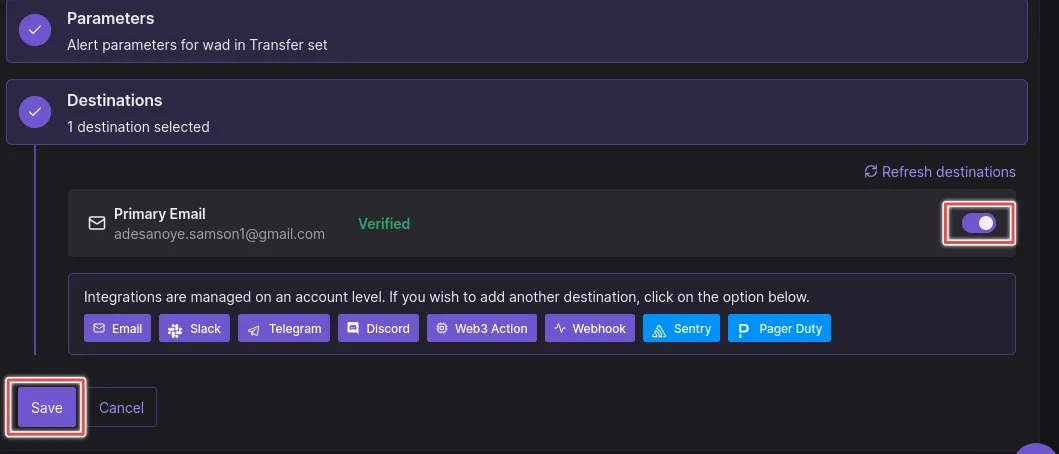 Parameters
Alert parameters for wad in Transfer set
Destinations
1 destination selected
Refresh destinations
Primary Email
adesanoye.samson1@gmail.com
Verified
Integrations are managed on an account level. If you wish to add another destination, click on the option below.
Email Slack Telegram Discord Web3 Action Webhook Sentry Pager Duty
Save Cancel